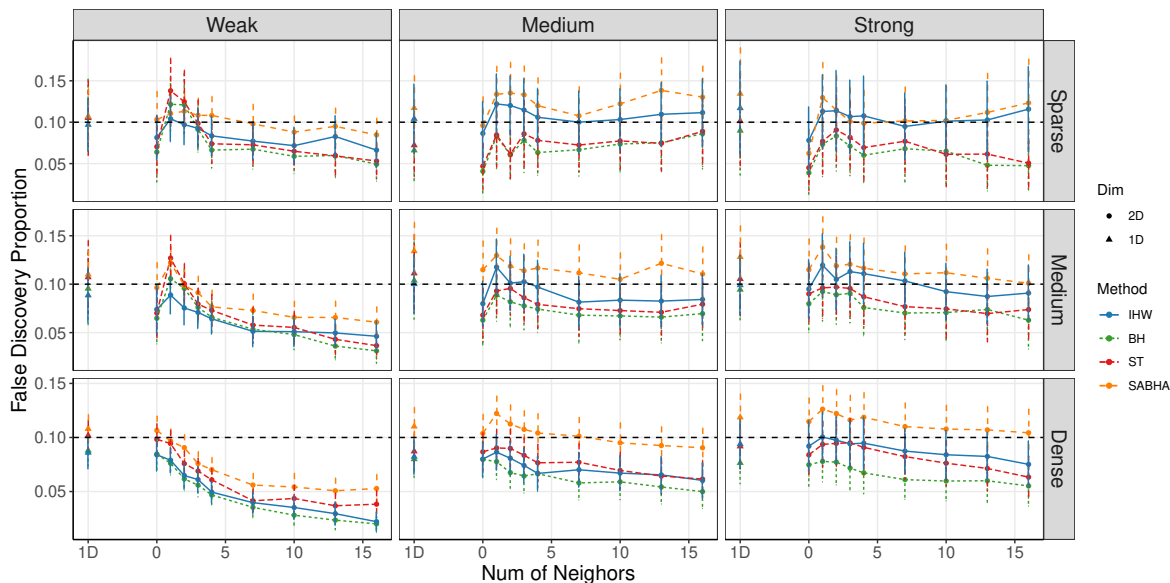 Weak Medium Strong
0.15
0.10
0.05
Sparse
0.15
0.10
0.05
Medium
0.15
0.10
0.05
Dense
False Discovery Proportion
1D 0 5 10 15 1D 0 5 10 15 1D 0 5 10 15
Num of Neighors
Dim
2D
1D
Method
IHW
BH
ST
SABHA